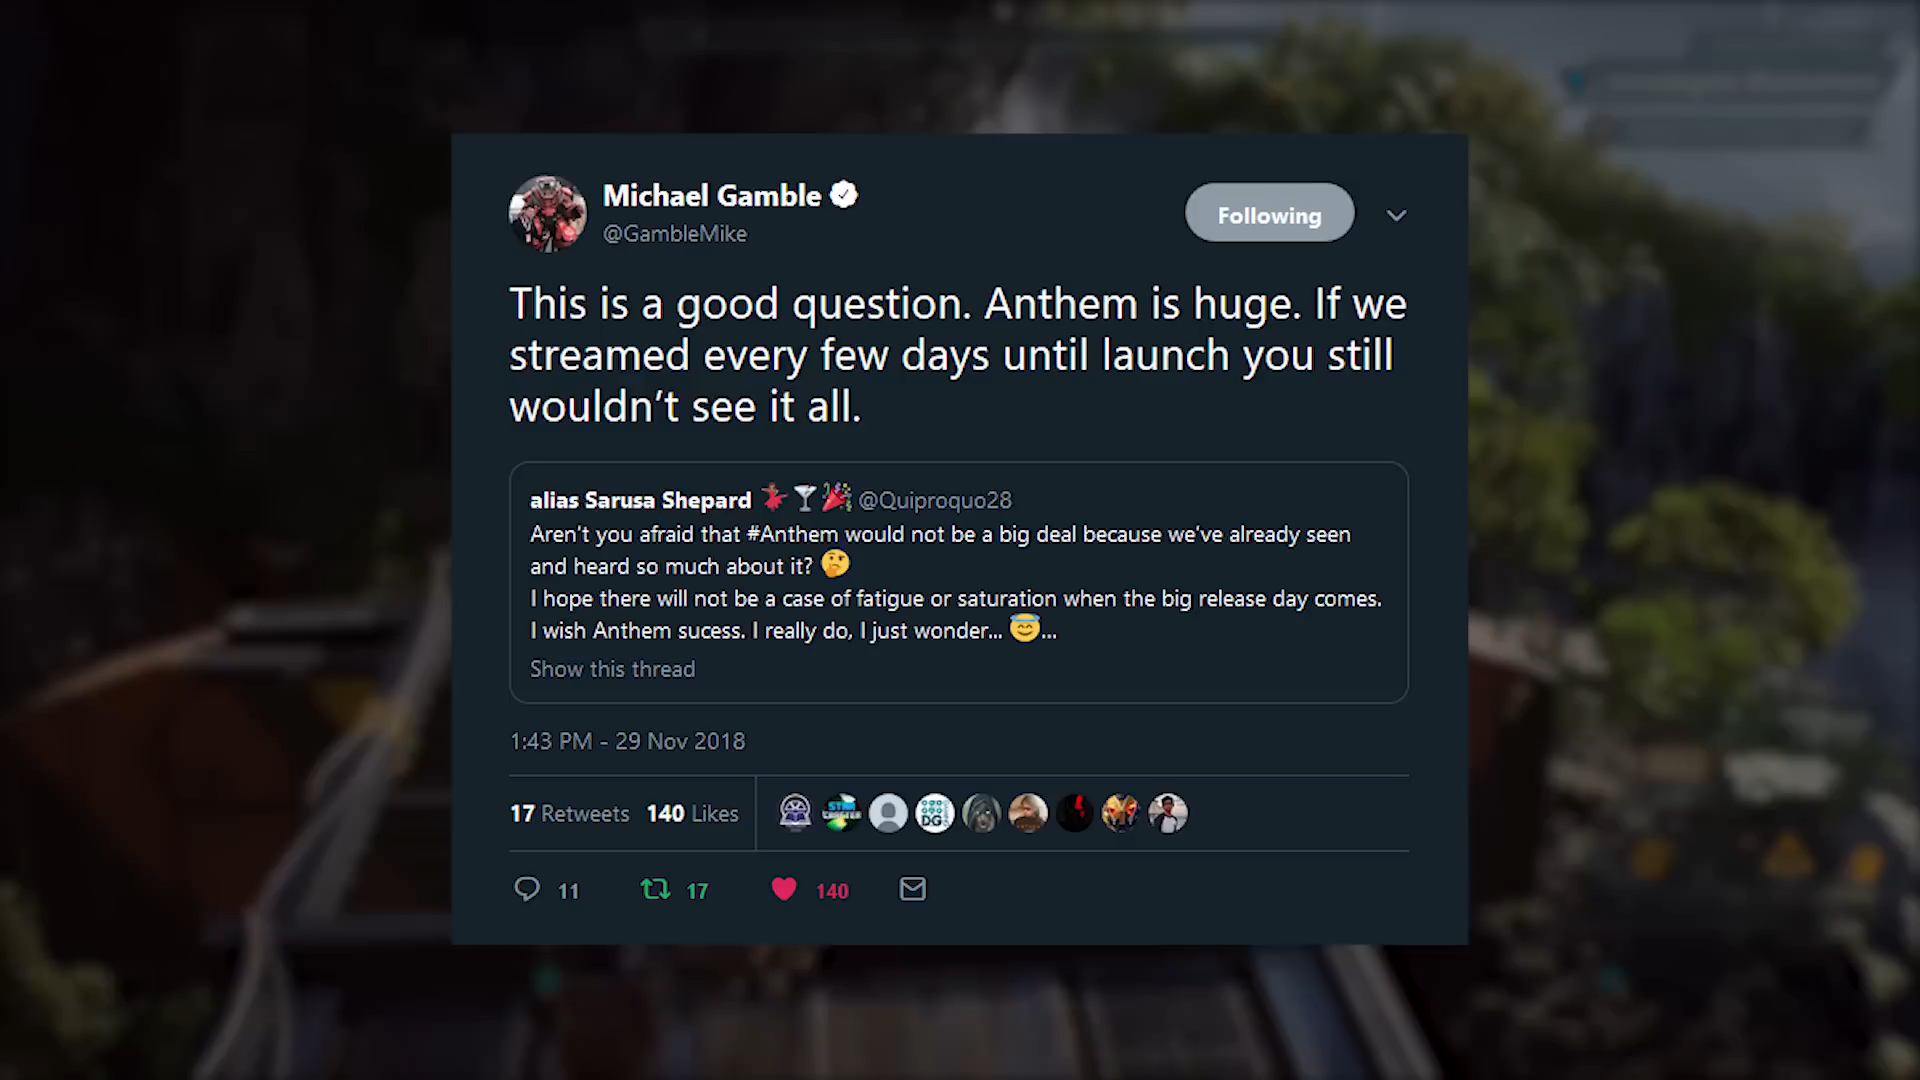 Michael Gamble
@GambleMike
Following
This is a good question. Anthem is huge. If we
streamed every few days until launch you still
wouldn’t see it all.
alias Sarusa Shepard 💃🍸🎉 @Quiproquo28
Aren’t you afraid that #Anthem would not be a big deal because we’ve already seen
and heard so much about it? 🤔
I hope there will not be a case of fatigue or saturation when the big release day comes.
I wish Anthem sucess. I really do, I just wonder... 😇...
Show this thread
1:43 PM - 29 Nov 2018
17 Retweets 140 Likes
STAR
DG
11 17 140